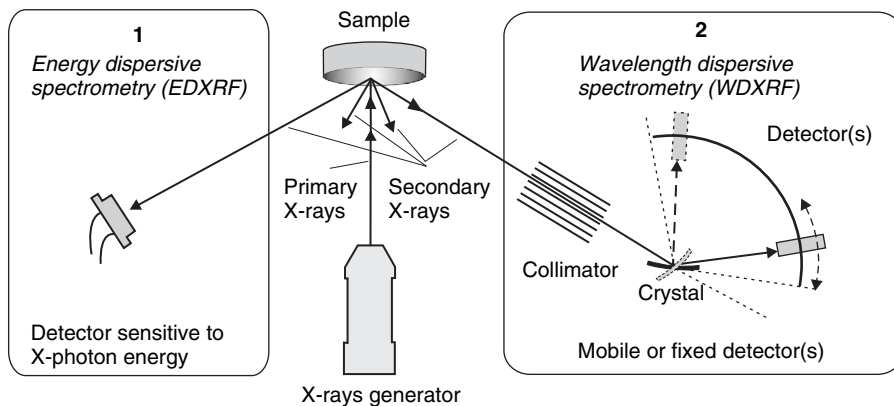 Sample
1
Energy dispersive
spectrometry (EDXRF)
2
Wavelength dispersive
spectrometry (WDXRF)
Detector(s)
Primary
X-rays
Secondary
X-rays
Collimator
Crystal
Detector sensitive to
X-photon energy
Mobile or fixed detector(s)
X-rays generator